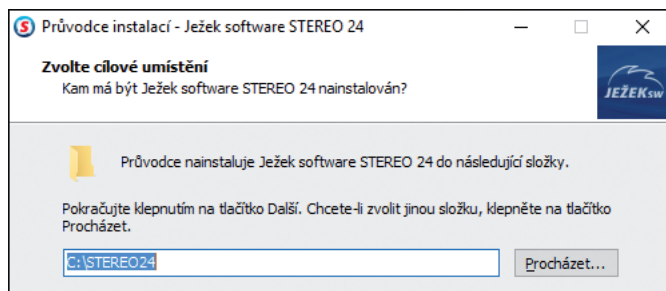 Průvodce instalací - Ježek software STEREO 24
Zvolte cílové umístění
Kam má být Ježek software STEREO 24 nainstalován?
JEŽEK SW
Průvodce nainstaluje Ježek software STEREO 24 do následující složky.
Pokračujte klepnutím na tlačítko Další. Chcete-li zvolit jinou složku, klepněte na tlačítko
Procházet.
C:\STEREO24
Procházet...